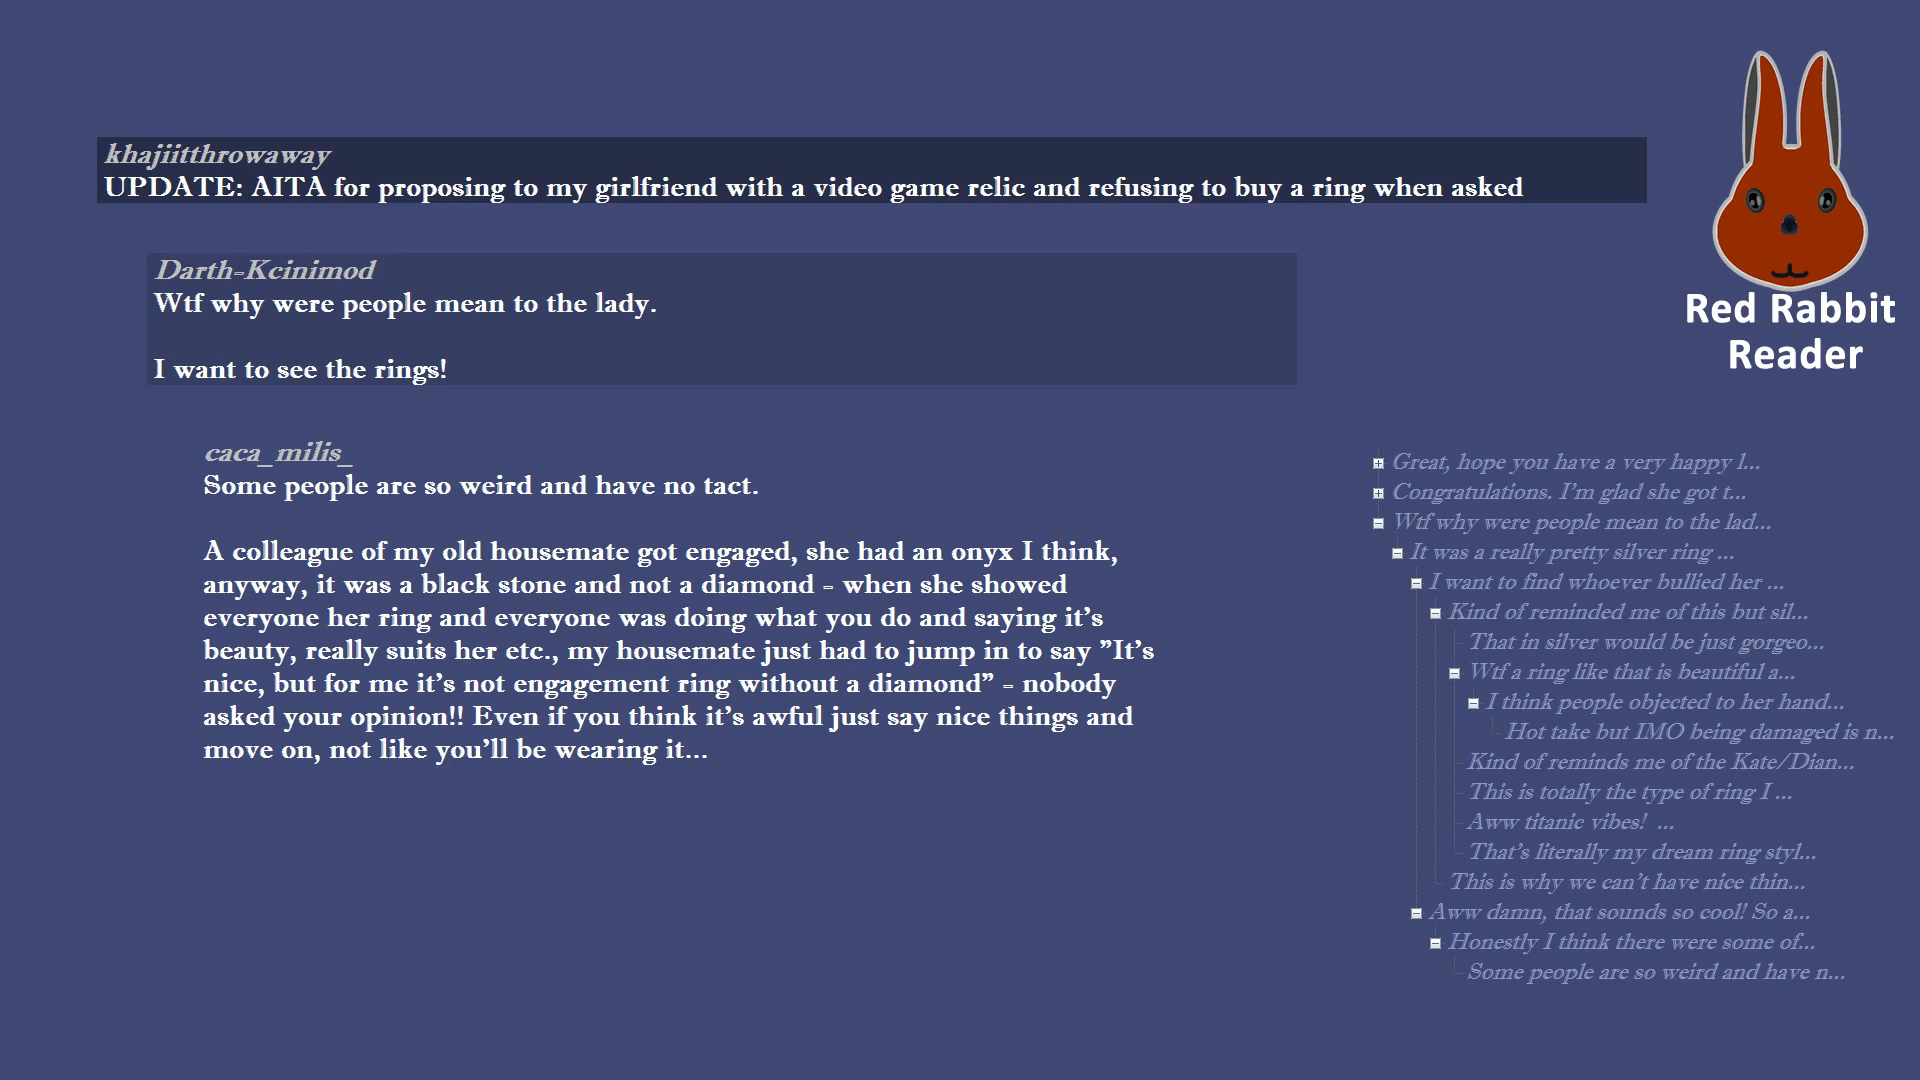 khajiitthrowaway
UPDATE: AITA for proposing to my girlfriend with a video game relic and refusing to buy a ring when asked
Darth-Kcinimod
Wtf why were people mean to the lady.
I want to see the rings!
caca_milis_
Some people are so weird and have no tact.
A colleague of my old housemate got engaged, she had an onyx I think,
anyway, it was a black stone and not a diamond - when she showed
everyone her ring and everyone was doing what you do and saying it's
beauty, really suits her etc., my housemate just had to jump in to say "It's
nice, but for me it's not engagement ring without a diamond" - nobody
asked your opinion!! Even if you think it's awful just say nice things and
move on, not like you'll be wearing it...
Red Rabbit
Reader
Great, hope you have a very happy l...
Congratulations. I'm glad she got t...
Wtf why were people mean to the lad...
It was a really pretty silver ring ...
I want to find whoever bullied her ...
Kind of reminded me of this but sil...
That in silver would be just gorgeo...
Wtf a ring like that is beautiful a...
I think people objected to her hand...
Hot take but IMO being damaged is n...
Kind of reminds me of the Kate/Dian...
This is totally the type of ring I ...
Aww titanic vibes!  ...
That's literally my dream ring styl...
This is why we can't have nice thin...
Aww damn, that sounds so cool! So a...
Honestly I think there were some of...
Some people are so weird and have n...